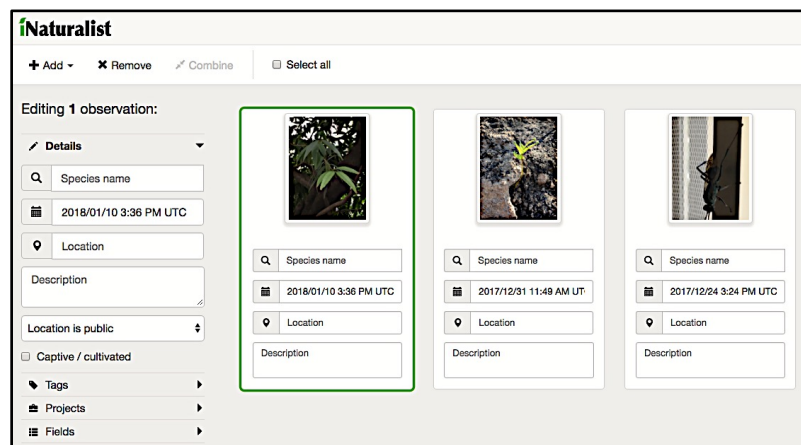 iNaturalist
Add Remove Combine Select all
Editing 1 observation:
Details
Species name
2018/01/10 3:36 PM UTC
Location
Description
Location is public
Captive / cultivated
Tags
Projects
Fields
Species name
2018/01/10 3:36 PM UTC
Location
Description
Species name
2017/12/31 11:49 AM UT
Location
Description
Species name
2017/12/24 3:24 PM UTC
Location
Description